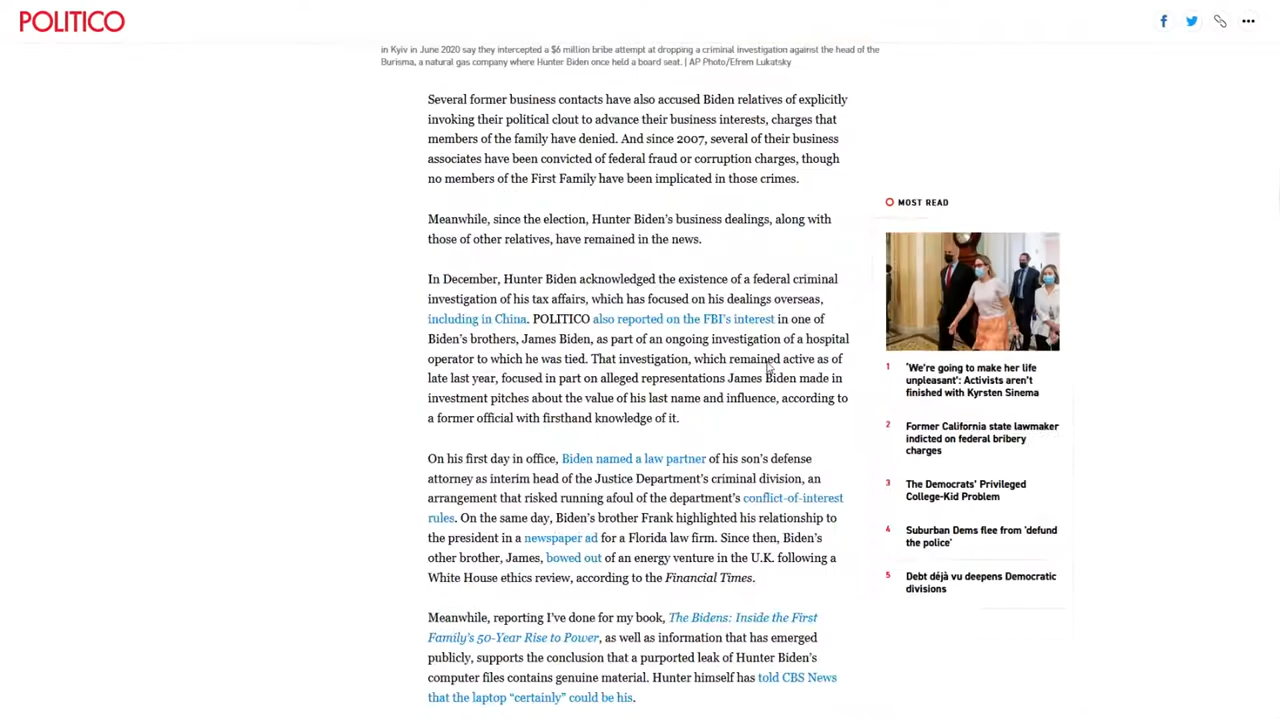 POLITICO
in Kyiv in June 2020 say they intercepted a $6 million bribe attempt at dropping a criminal investigation against the head of the
Burisma, a natural gas company where Hunter Biden once held a board seat. | AP Photo/Efrem Lukatsky
Several former business contacts have also accused Biden relatives of explicitly
invoking their political clout to advance their business interests, charges that
members of the family have denied. And since 2007, several of their business
associates have been convicted of federal fraud or corruption charges, though
no members of the First Family have been implicated in those crimes.
Meanwhile, since the election, Hunter Biden's business dealings, along with
those of other relatives, have remained in the news.
In December, Hunter Biden acknowledged the existence of a federal criminal
investigation of his tax affairs, which has focused on his dealings overseas,
including in China. POLITICO also reported on the FBI's interest in one of
Biden's brothers, James Biden, as part of an ongoing investigation of a hospital
operator to which he was tied. That investigation, which remained active as of
late last year, focused in part on alleged representations James Biden made in
investment pitches about the value of his last name and influence, according to
a former official with firsthand knowledge of it.
On his first day in office, Biden named a law partner of his son's defense
attorney as interim head of the Justice Department's criminal division, an
arrangement that risked running afoul of the department's conflict-of-interest
rules. On the same day, Biden's brother Frank highlighted his relationship to
the president in a newspaper ad for a Florida law firm. Since then, Biden's
other brother, James, bowed out of an energy venture in the U.K. following a
White House ethics review, according to the Financial Times.
Meanwhile, reporting I've done for my book, The Bidens: Inside the First
Family's 50-Year Rise to Power, as well as information that has emerged
publicly, supports the conclusion that a purported leak of Hunter Biden's
computer files contains genuine material. Hunter himself has told CBS News
that the laptop "certainly" could be his.
MOST READ
1 'We're going to make her life
unpleasant': Activists aren't
finished with Kyrsten Sinema
2 Former California state lawmaker
indicted on federal bribery
charges
3 The Democrats' Privileged
College-Kid Problem
4 Suburban Dems flee from 'defund
the police'
5 Debt déjà vu deepens Democratic
divisions